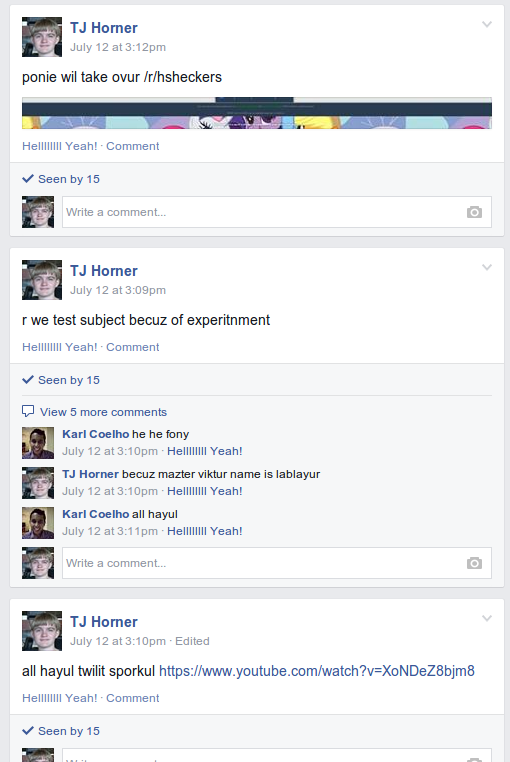 TJ Horner
July 12 at 3:12pm
ponie wil take ovur /r/hsheckers
Hellllllll Yeah! · Comment
Seen by 15
Write a comment...
TJ Horner
July 12 at 3:09pm
r we test subject becuz of experitnment
Hellllllll Yeah! · Comment
Seen by 15
View 5 more comments
Karl Coelho he he fony
July 12 at 3:10pm · Hellllllll Yeah!
TJ Horner becuz mazter viktur name is lablayur
July 12 at 3:10pm · Hellllllll Yeah!
Karl Coelho all hayul
July 12 at 3:11pm · Hellllllll Yeah!
Write a comment...
TJ Horner
July 12 at 3:10pm · Edited
all hayul twilit sporkul https://www.youtube.com/watch?v=XoNDeZ8bjm8
Hellllllll Yeah! · Comment
Seen by 15
Write a comment...